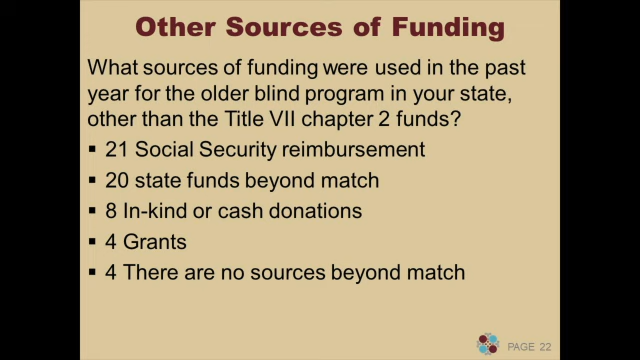 Other Sources of Funding
What sources of funding were used in the past
year for the older blind program in your state,
other than the Title VII chapter 2 funds?
▪ 21 Social Security reimbursement
▪ 20 state funds beyond match
▪ 8 In-kind or cash donations
▪ 4 Grants
▪ 4 There are no sources beyond match
PAGE 22